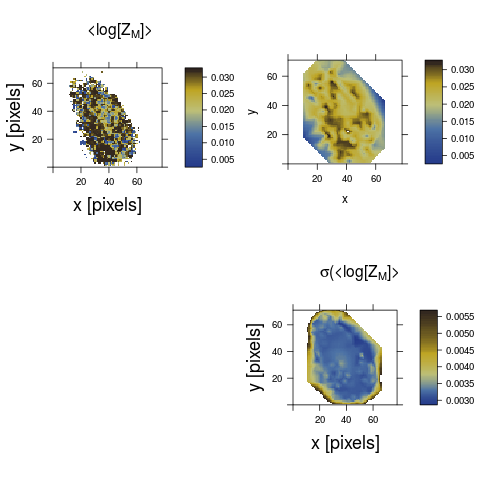 <log[Z_M]>
60
40
20
20 40 60
y [pixels]
x [pixels]
0.030
0.025
0.020
0.015
0.010
0.005
60
40
20
20 40 60
y
x
0.030
0.025
0.020
0.015
0.010
0.005
σ(<log[Z_M]>
60
40
20
20 40 60
y [pixels]
x [pixels]
0.0055
0.0050
0.0045
0.0040
0.0035
0.0030